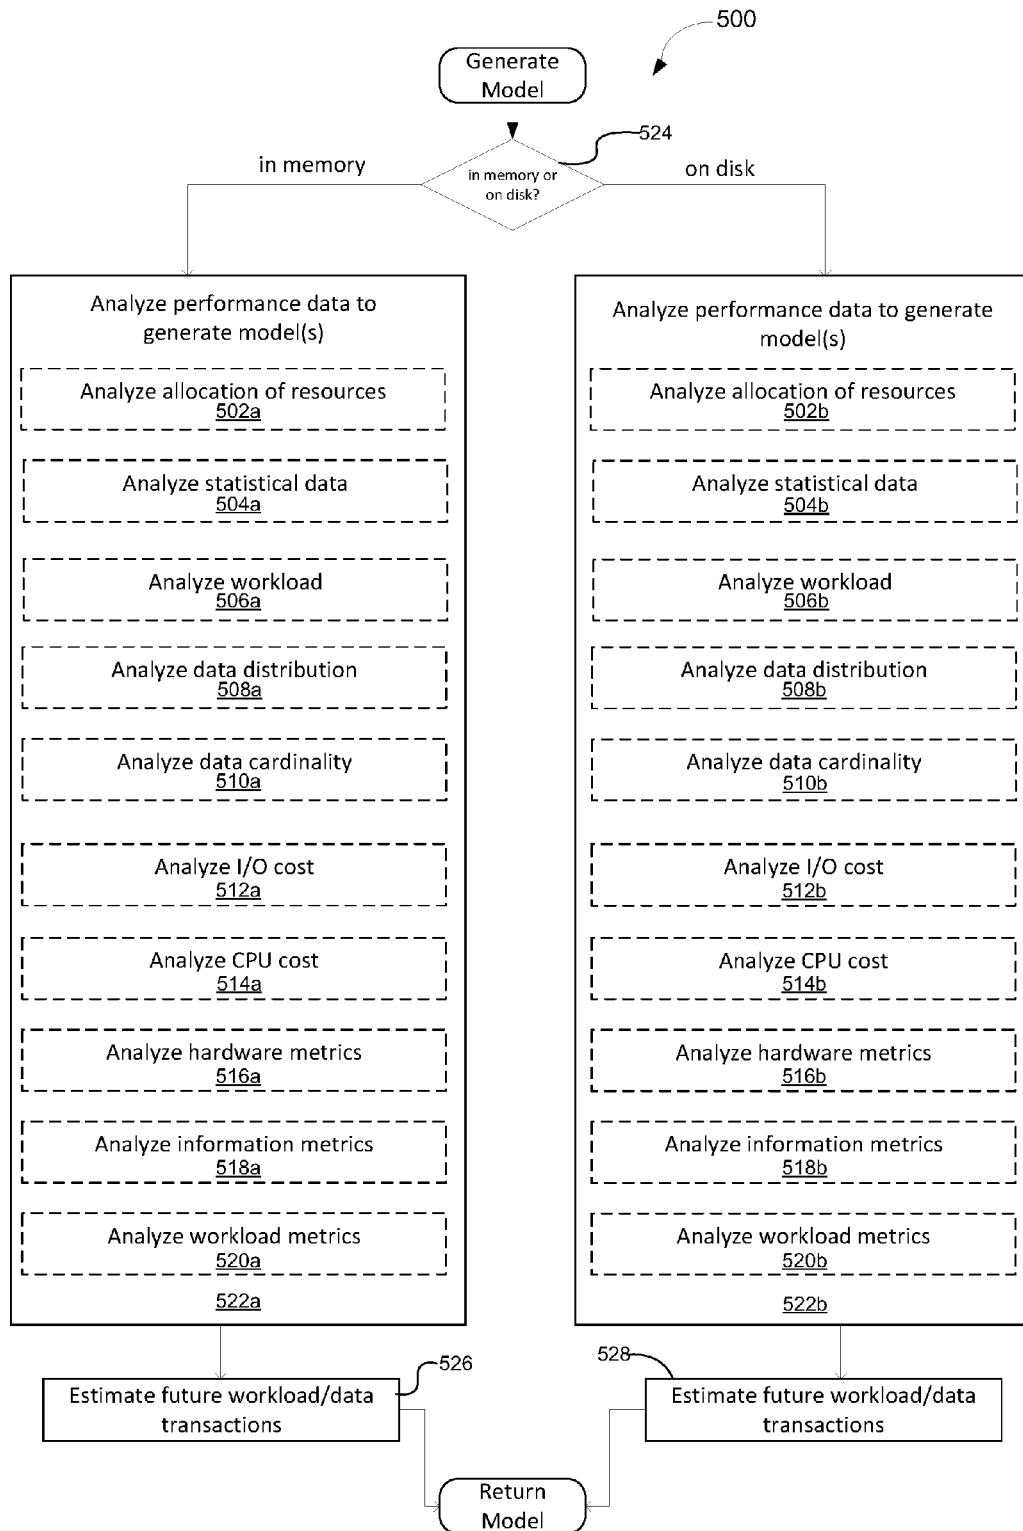 500
Generate
Model
524
in memory
in memory or
on disk?
on disk
Analyze performance data to
generate model(s)
Analyze allocation of resources
502a
Analyze statistical data
504a
Analyze workload
506a
Analyze data distribution
508a
Analyze data cardinality
510a
Analyze I/O cost
512a
Analyze CPU cost
514a
Analyze hardware metrics
516a
Analyze information metrics
518a
Analyze workload metrics
520a
522a
Analyze performance data to generate
model(s)
Analyze allocation of resources
502b
Analyze statistical data
504b
Analyze workload
506b
Analyze data distribution
508b
Analyze data cardinality
510b
Analyze I/O cost
512b
Analyze CPU cost
514b
Analyze hardware metrics
516b
Analyze information metrics
518b
Analyze workload metrics
520b
522b
526
Estimate future workload/data
transactions
528
Estimate future workload/data
transactions
Return
Model